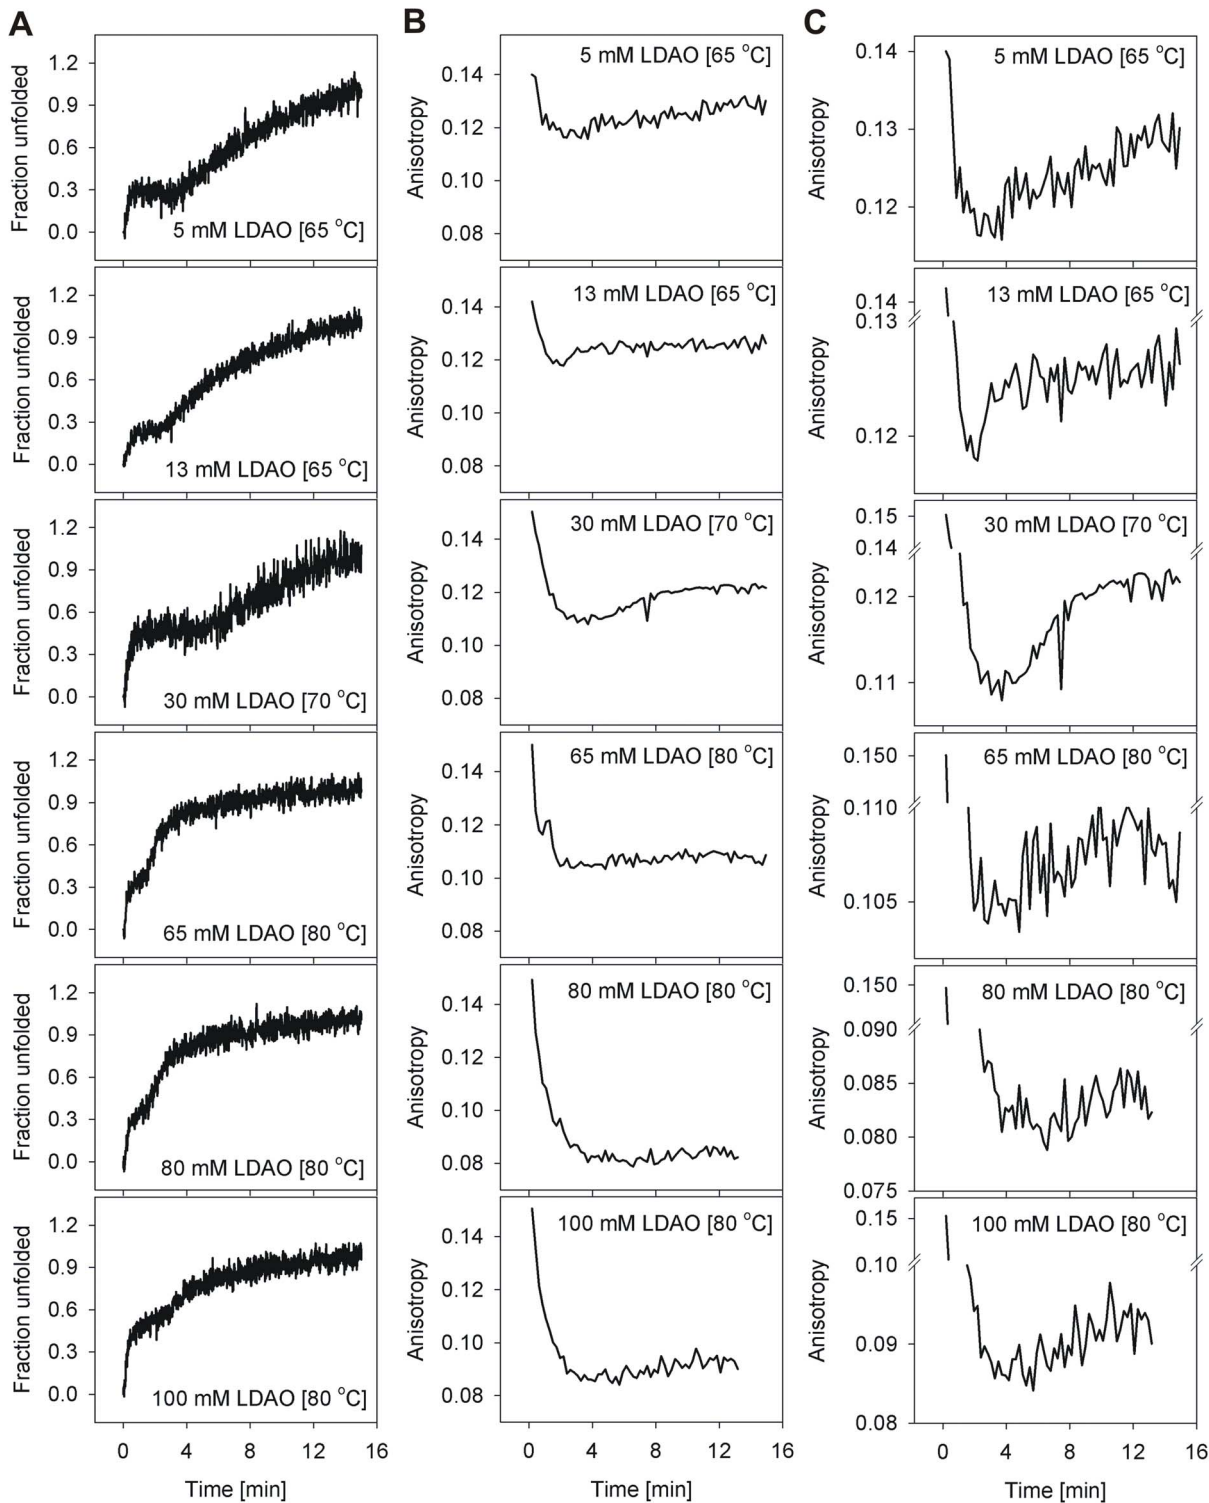 A
B
C
Fraction unfolded
1.2
0.9
0.6
0.3
0.0
5 mM LDAO [65 °C]
Anisotropy
0.14
0.12
0.10
0.08
5 mM LDAO [65 °C]
Anisotropy
0.14
0.13
0.12
5 mM LDAO [65 °C]
Fraction unfolded
1.2
0.9
0.6
0.3
0.0
13 mM LDAO [65 °C]
Anisotropy
0.14
0.12
0.10
0.08
13 mM LDAO [65 °C]
Anisotropy
0.14
0.13
0.12
13 mM LDAO [65 °C]
Fraction unfolded
1.2
0.9
0.6
0.3
0.0
30 mM LDAO [70 °C]
Anisotropy
0.14
0.12
0.10
0.08
30 mM LDAO [70 °C]
Anisotropy
0.15
0.14
0.12
0.11
30 mM LDAO [70 °C]
Fraction unfolded
1.2
0.9
0.6
0.3
0.0
65 mM LDAO [80 °C]
Anisotropy
0.14
0.12
0.10
0.08
65 mM LDAO [80 °C]
Anisotropy
0.150
0.110
0.105
65 mM LDAO [80 °C]
Fraction unfolded
1.2
0.9
0.6
0.3
0.0
80 mM LDAO [80 °C]
Anisotropy
0.14
0.12
0.10
0.08
80 mM LDAO [80 °C]
Anisotropy
0.150
0.090
0.085
0.080
0.075
80 mM LDAO [80 °C]
Fraction unfolded
1.2
0.9
0.6
0.3
0.0
100 mM LDAO [80 °C]
Anisotropy
0.14
0.12
0.10
0.08
100 mM LDAO [80 °C]
Anisotropy
0.15
0.10
0.09
0.08
100 mM LDAO [80 °C]
0 4 8 12 16
0 4 8 12 16
0 4 8 12 16
Time [min]
Time [min]
Time [min]